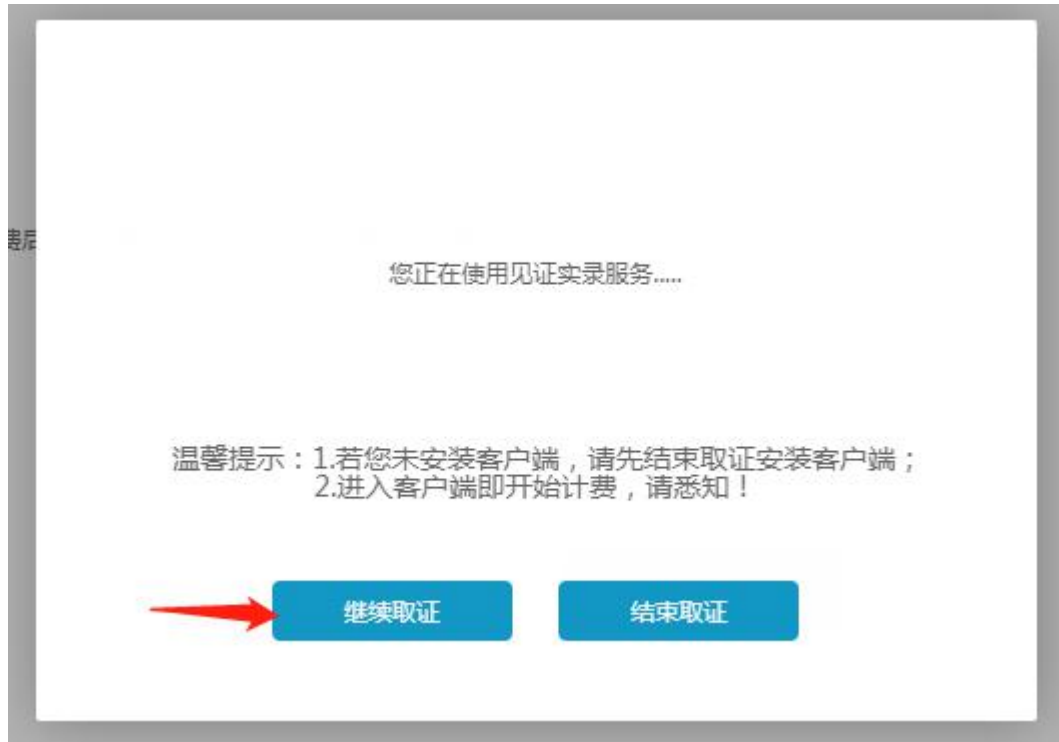 费后
您正在使用见证实录服务.....
温馨提示：1.若您未安装客户端，请先结束取证安装客户端；
2.进入客户端即开始计费，请悉知！
继续取证 结束取证